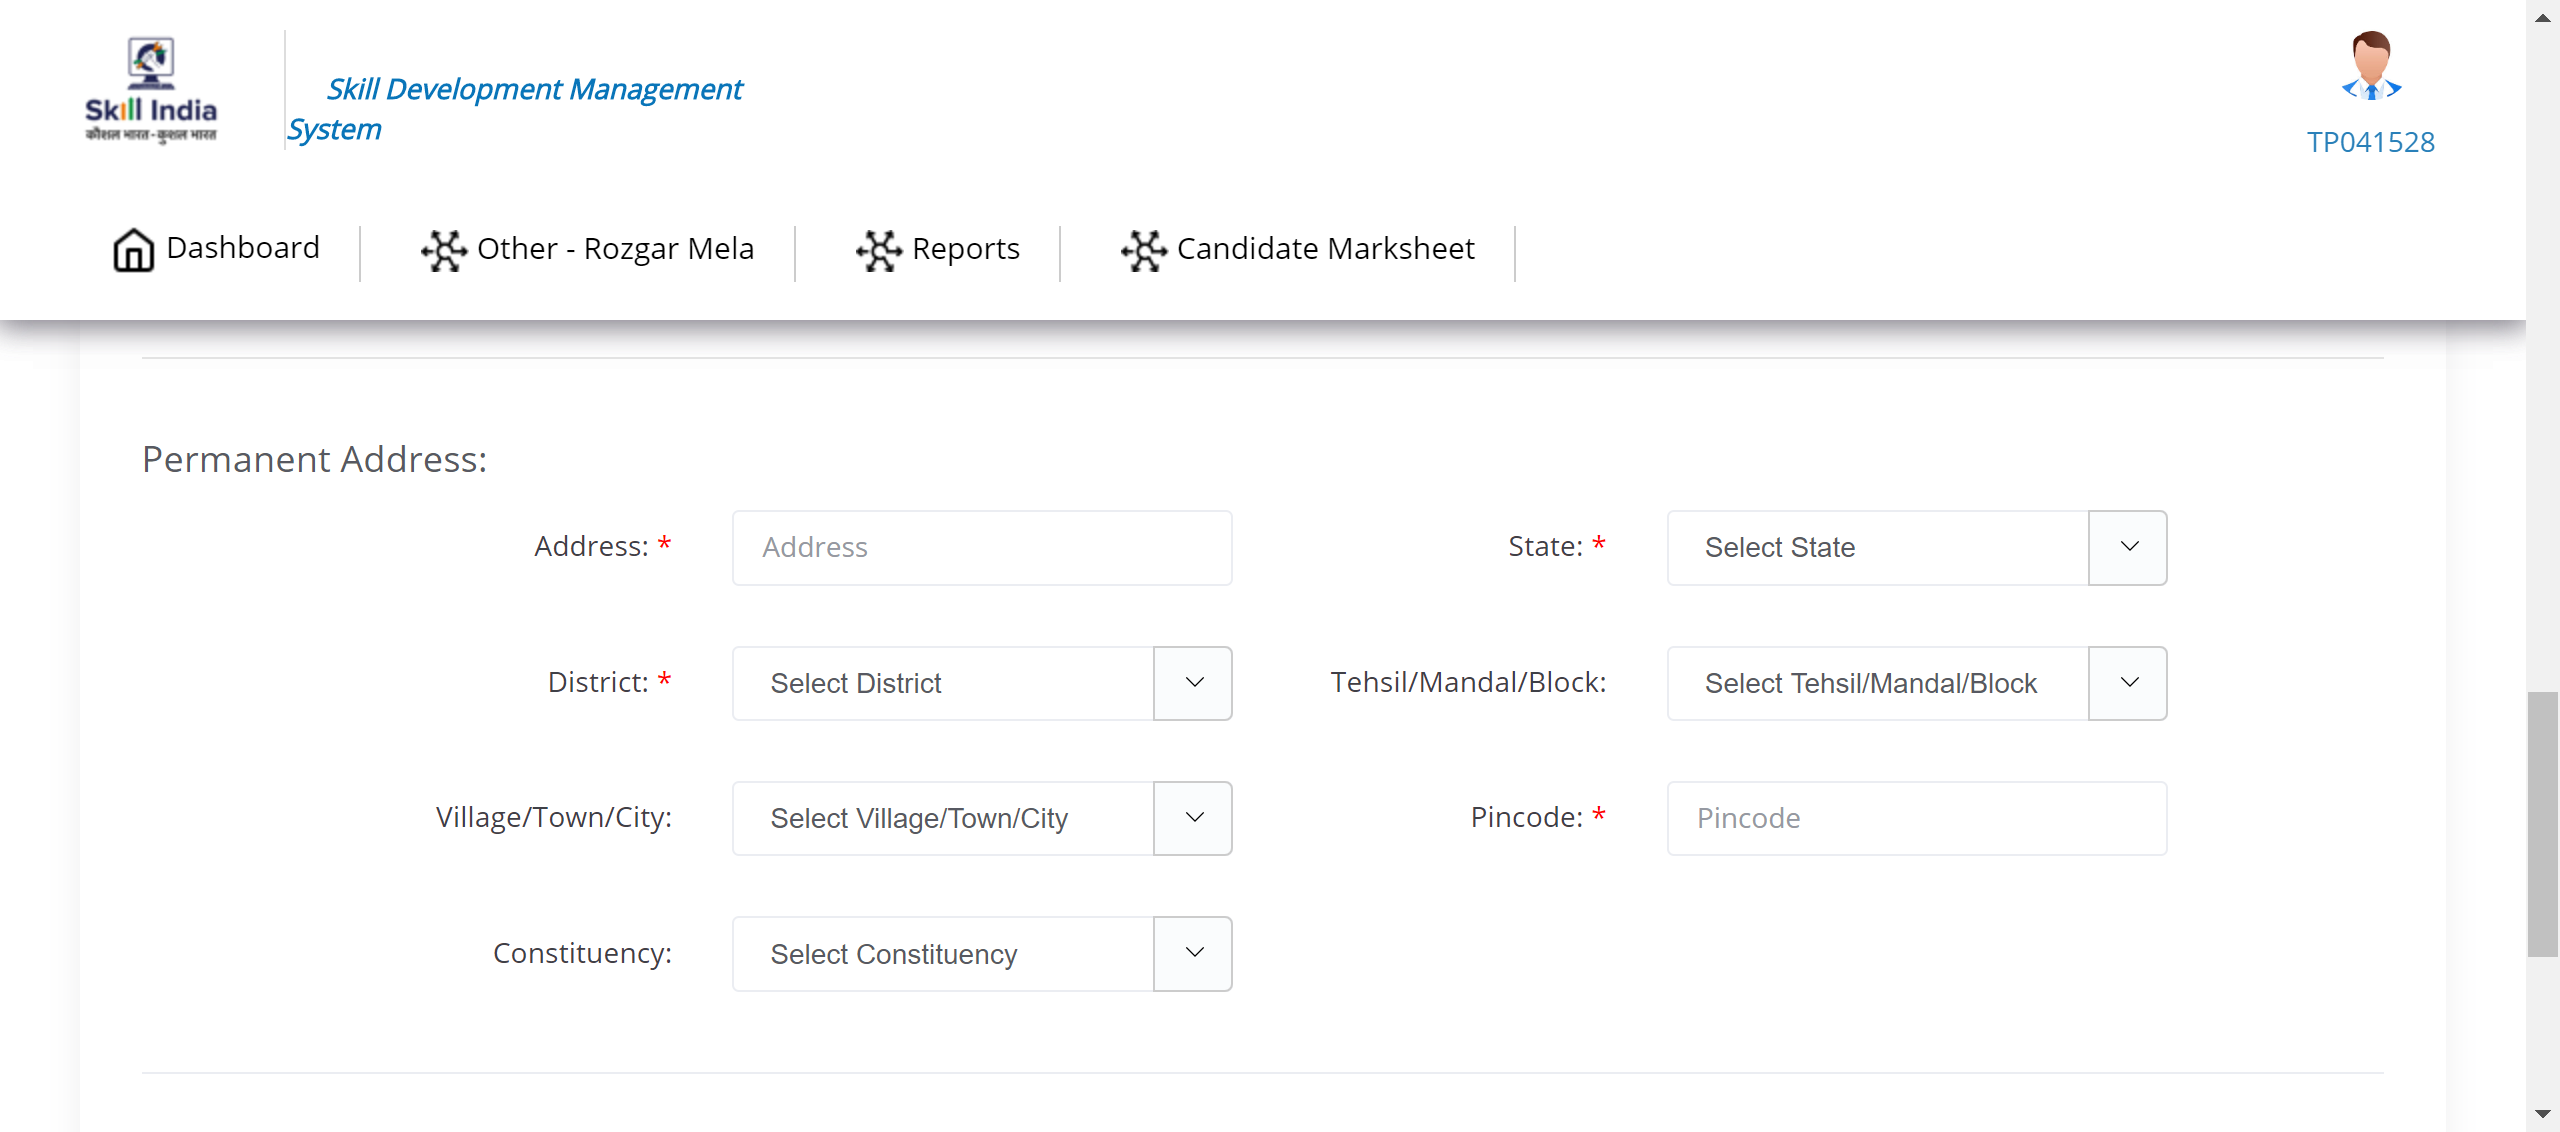 Skill India
कौशल भारत-कुशल भारत
Skill Development Management
System
TP041528
Dashboard
Other - Rozgar Mela
Reports
Candidate Marksheet
Permanent Address:
Address: *
Address
State: *
Select State
District: *
Select District
Tehsil/Mandal/Block:
Select Tehsil/Mandal/Block
Village/Town/City:
Select Village/Town/City
Pincode: *
Pincode
Constituency:
Select Constituency